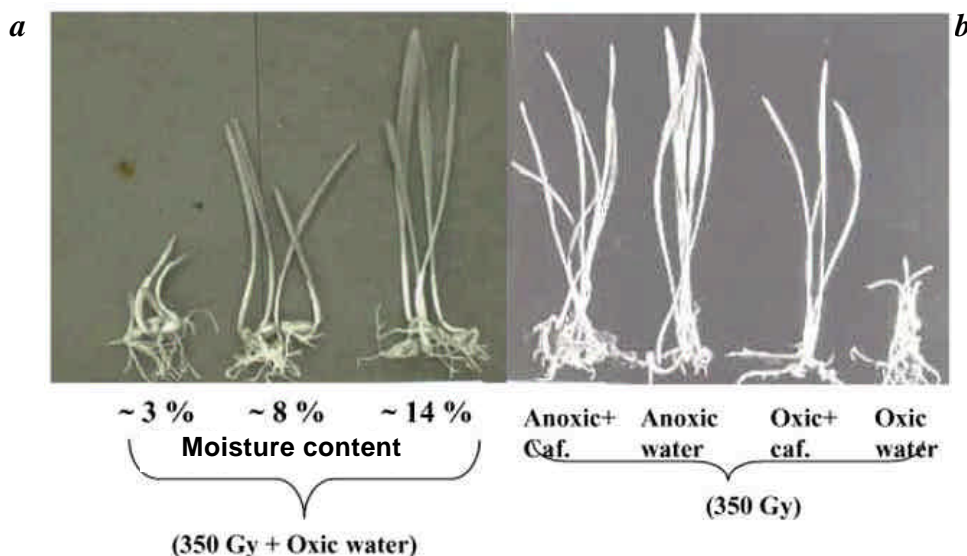 a
b
~ 3 % ~ 8 % ~ 14 %
Moisture content
(350 Gy + Oxic water)
Anoxic+ Anoxic Oxic+ Oxic
Caf. water caf. water
(350 Gy)